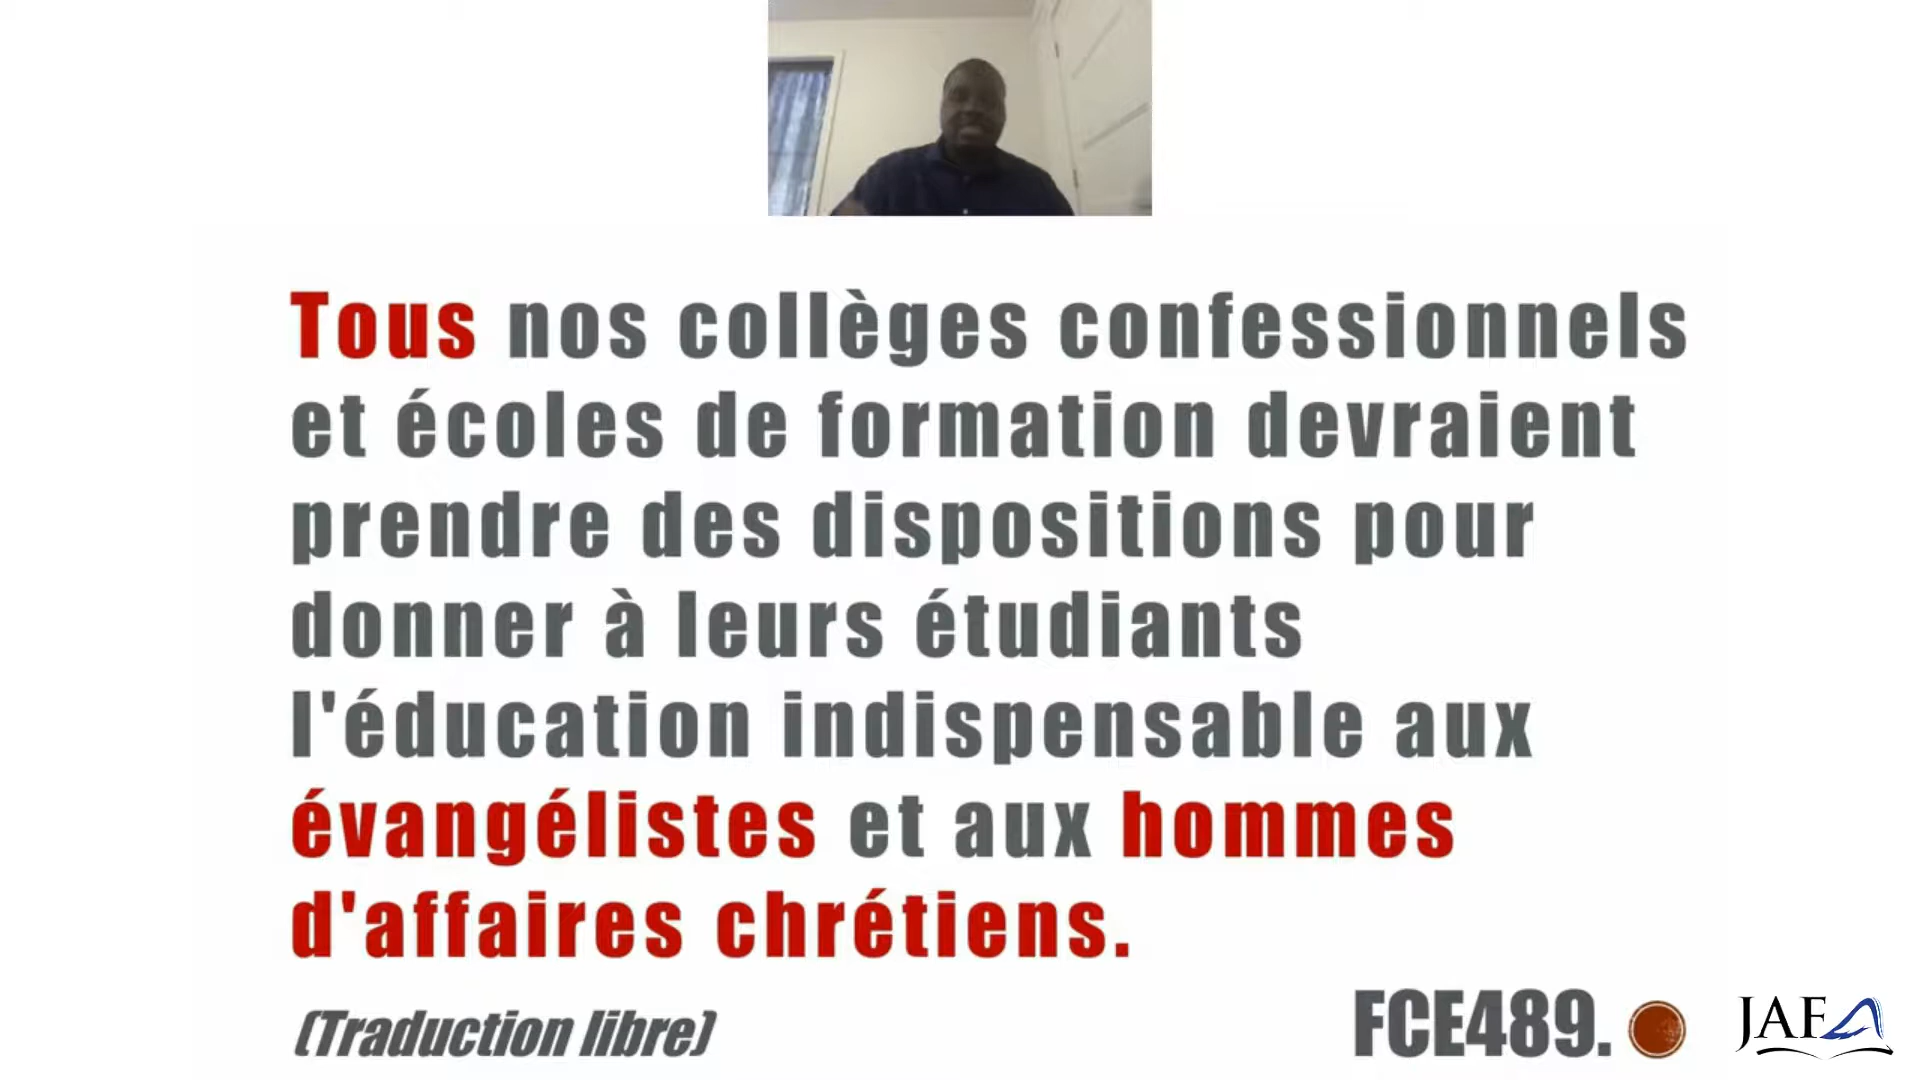 Tous nos collèges confessionnels
et écoles de formation devraient
prendre des dispositions pour
donner à leurs étudiants
l'éducation indispensable aux
évangélistes et aux hommes
d'affaires chrétiens.
(Traduction libre)
FCE489.
JAF